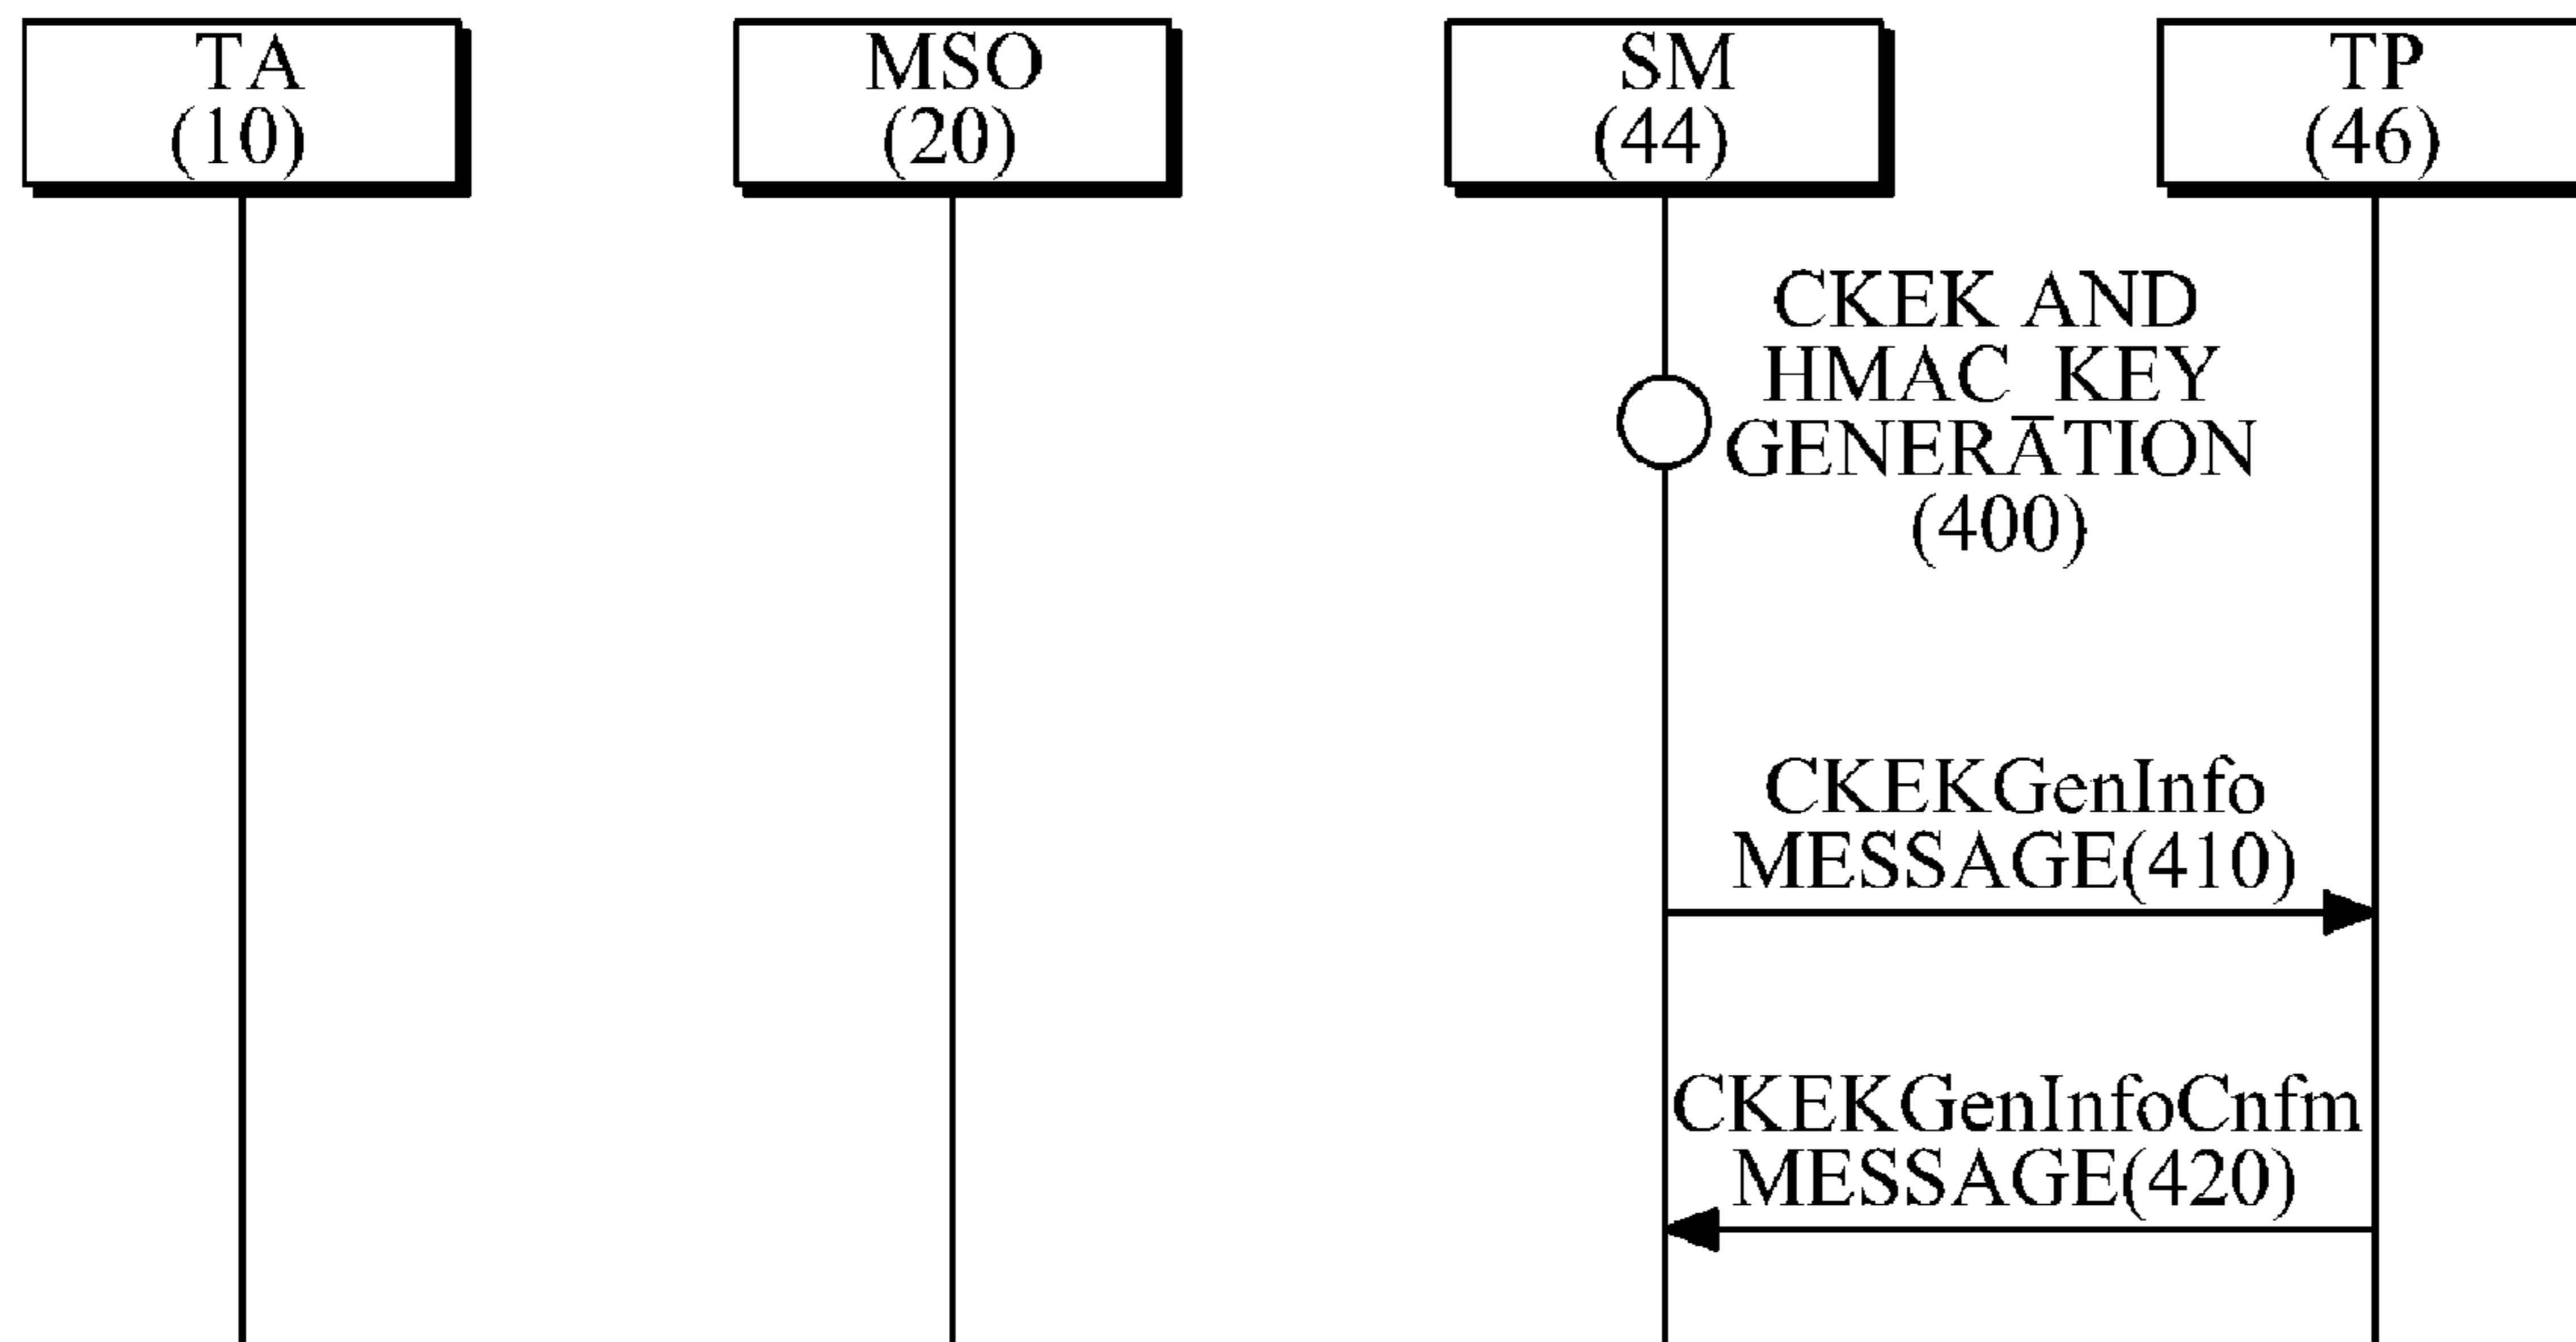 TA
(10)
MSO
(20)
SM
(44)
TP
(46)
CKEK AND
HMAC_KEY
GENERATION
(400)
CKEKGenInfo
MESSAGE(410)
CKEKGenInfoCnfm
MESSAGE(420)